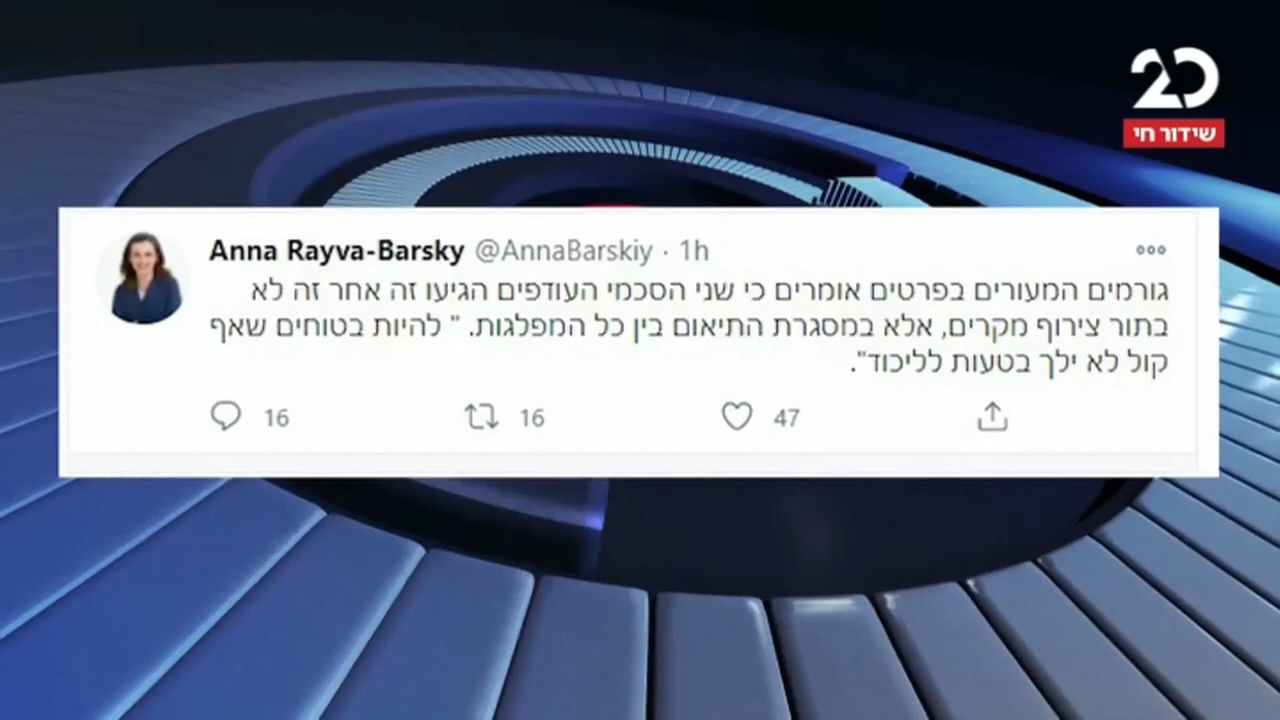 20
שידור חי
Anna Rayva-Barsky @AnnaBarskiy · 1h
גורמים המעורים בפרטים אומרים כי שני הסכמי העודפים הגיעו זה אחר זה לא
בתור צירוף מקרים, אלא במסגרת התיאום בין כל המפלגות. " להיות בטוחים שאף
קול לא ילך בטעות לליכוד".
16 16 47